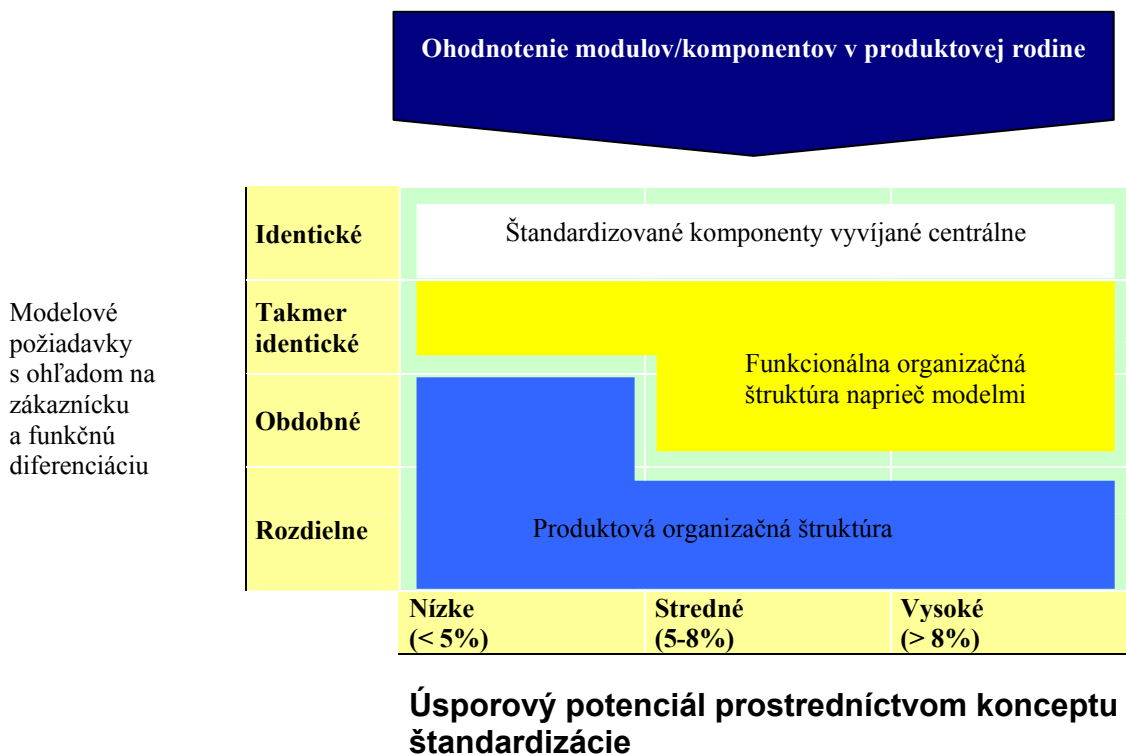 Ohodnotenie modulov/komponentov v produktovej rodine
Identické
Štandardizované komponenty vyvíjané centrálne
Modelové
požiadavky
s ohľadom na
zákaznícku
a funkčnú
diferenciáciu
Takmer
identické
Funkcionálna organizačná
štruktúra naprieč modelmi
Obdobné
Rozdielne
Produktová organizačná štruktúra
Nízke
(< 5%)
Stredné
(5-8%)
Vysoké
(> 8%)
Úsporový potenciál prostredníctvom konceptu
štandardizácie